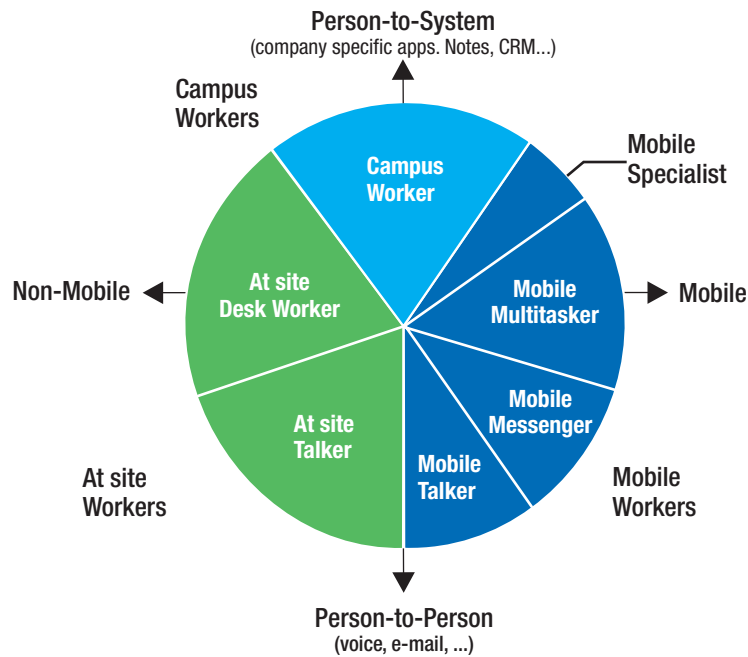 Person-to-System
(company specific apps. Notes, CRM...)
Campus
Workers
Campus
Worker
Mobile
Specialist
At site
Desk Worker
Non-Mobile
Mobile
Multitasker
Mobile
At site
Talker
Mobile
Messenger
Mobile
Talker
At site
Workers
Mobile
Workers
Person-to-Person
(voice, e-mail, ...)